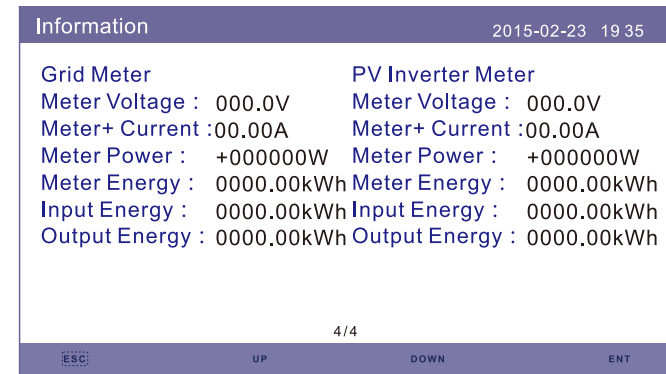 Information 2015-02-23 19 35
Grid Meter PV Inverter Meter
Meter Voltage : 000.0V Meter Voltage : 000.0V
Meter+ Current :00.00A Meter+ Current :00.00A
Meter Power : +000000W Meter Power : +000000W
Meter Energy : 0000.00kWh Meter Energy : 0000.00kWh
Input Energy : 0000.00kWh Input Energy : 0000.00kWh
Output Energy : 0000.00kWh Output Energy : 0000.00kWh
4/4
ESC UP DOWN ENT